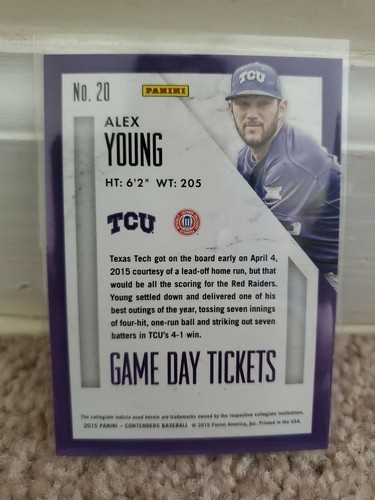 No. 20
PANINI
TCU
ALEX
YOUNG
HT: 6'2" WT: 205
TCU
Texas Tech got on the board early on April 4,
2015 courtesy of a lead-off home run, but that
would be all the scoring for the Red Raiders.
Young settled down and delivered one of his
best outings of the year, tossing seven innings
of four-hit, one-run ball and striking out seven
batters in TCU's 4-1 win.
GAME DAY TICKETS
The collegiate indicia used herein are trademarks owned by the respective collegiate institutions.
2015 PANINI – CONTENDERS BASEBALL © 2015 Panini America, Inc. Printed in the USA.